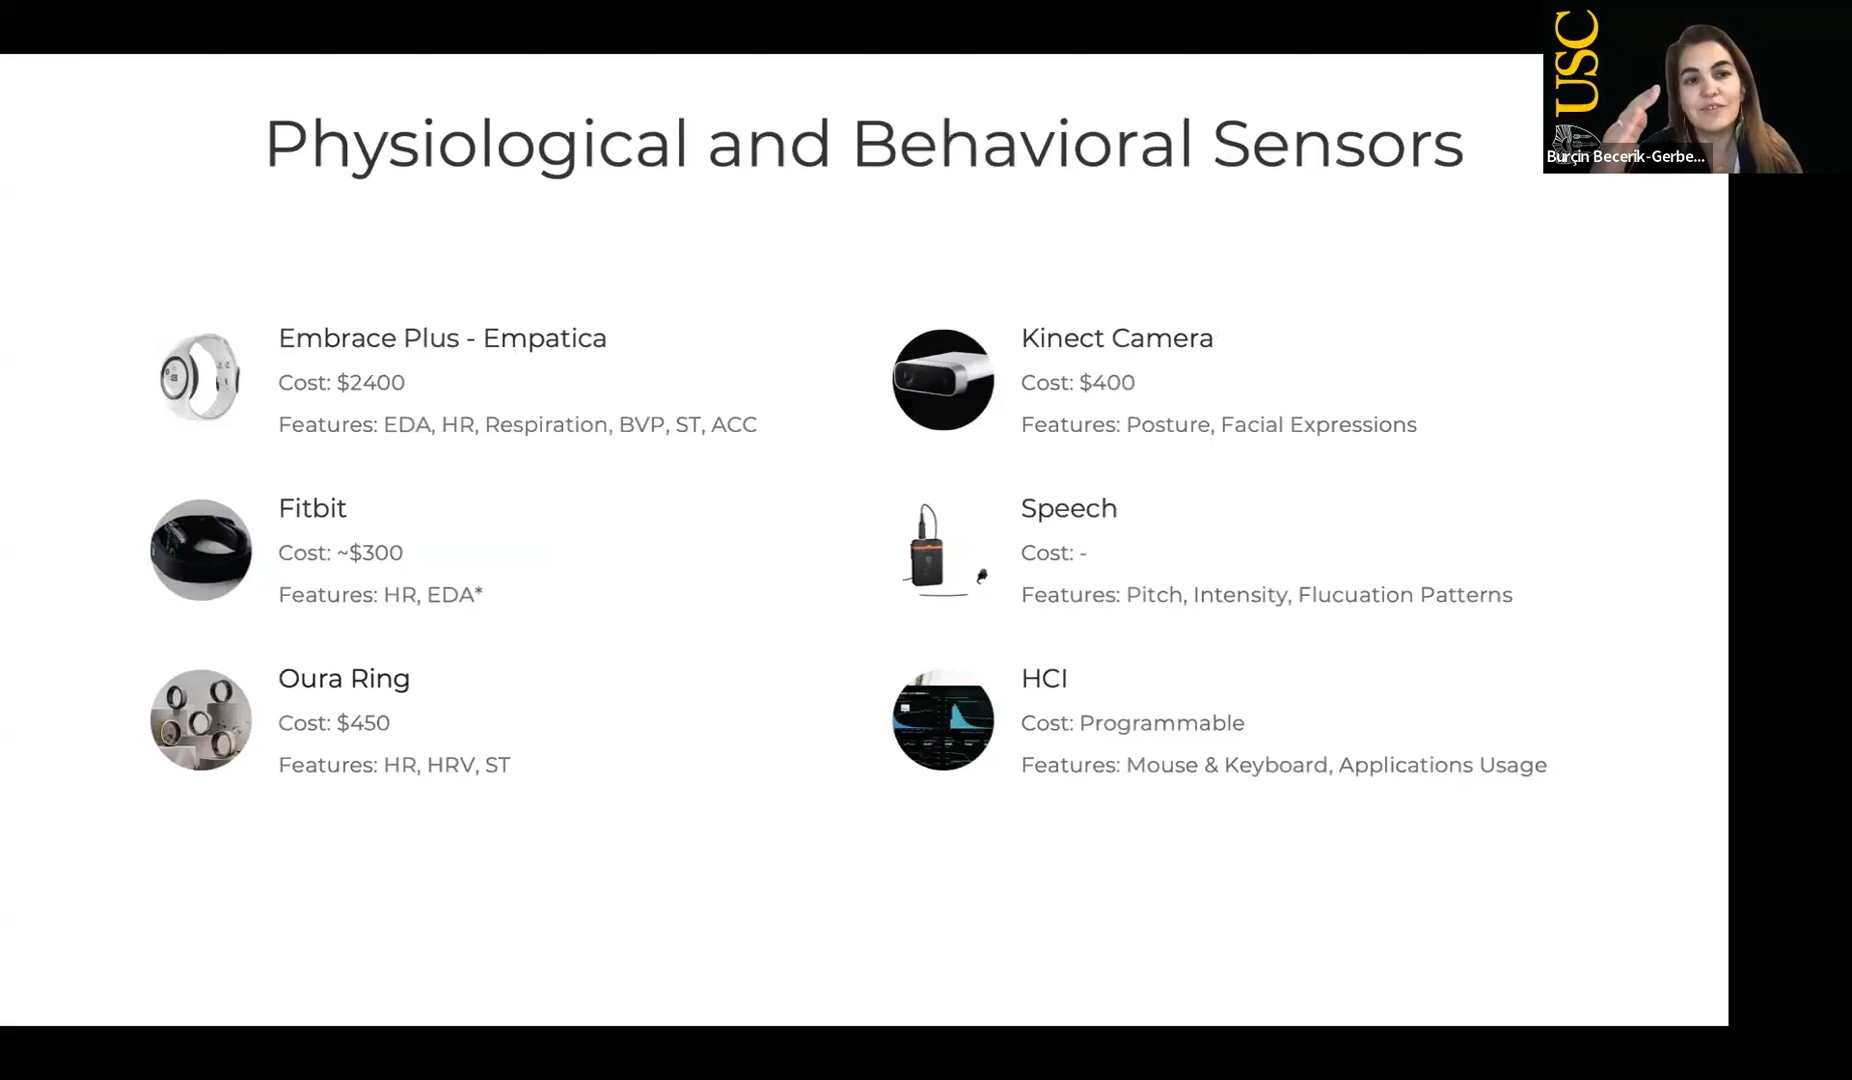 USC
Burçin Becerik-Gerbe...
Physiological and Behavioral Sensors
Embrace Plus - Empatica
Cost: $2400
Features: EDA, HR, Respiration, BVP, ST, ACC
Fitbit
Cost: ~$300
Features: HR, EDA*
Oura Ring
Cost: $450
Features: HR, HRV, ST
Kinect Camera
Cost: $400
Features: Posture, Facial Expressions
Speech
Cost: -
Features: Pitch, Intensity, Flucuation Patterns
HCI
Cost: Programmable
Features: Mouse & Keyboard, Applications Usage